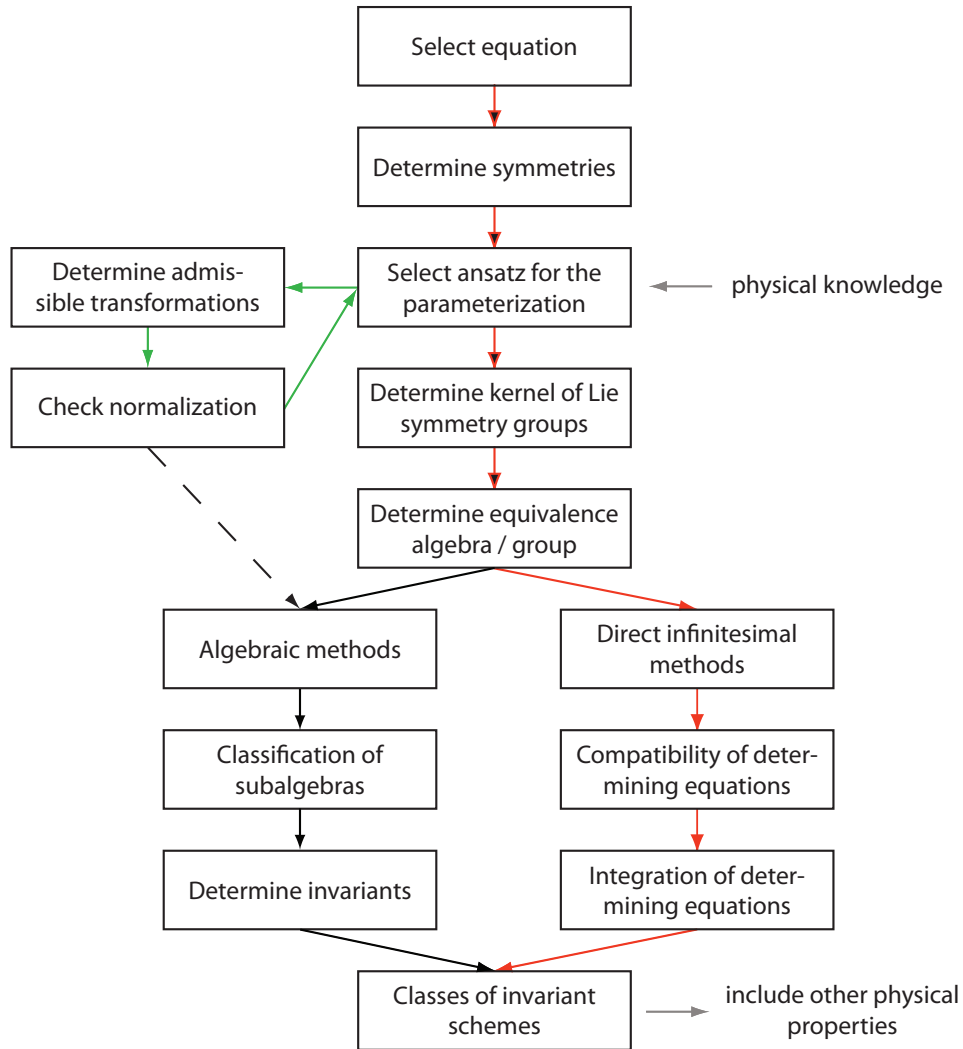 Select equation
Determine symmetries
Determine admis-
sible transformations
Select ansatz for the
parameterization
physical knowledge
Check normalization
Determine kernel of Lie
symmetry groups
Determine equivalence
algebra / group
Algebraic methods
Direct infinitesimal
methods
Classification of
subalgebras
Compatibility of deter-
mining equations
Determine invariants
Integration of deter-
mining equations
Classes of invariant
schemes
include other physical
properties